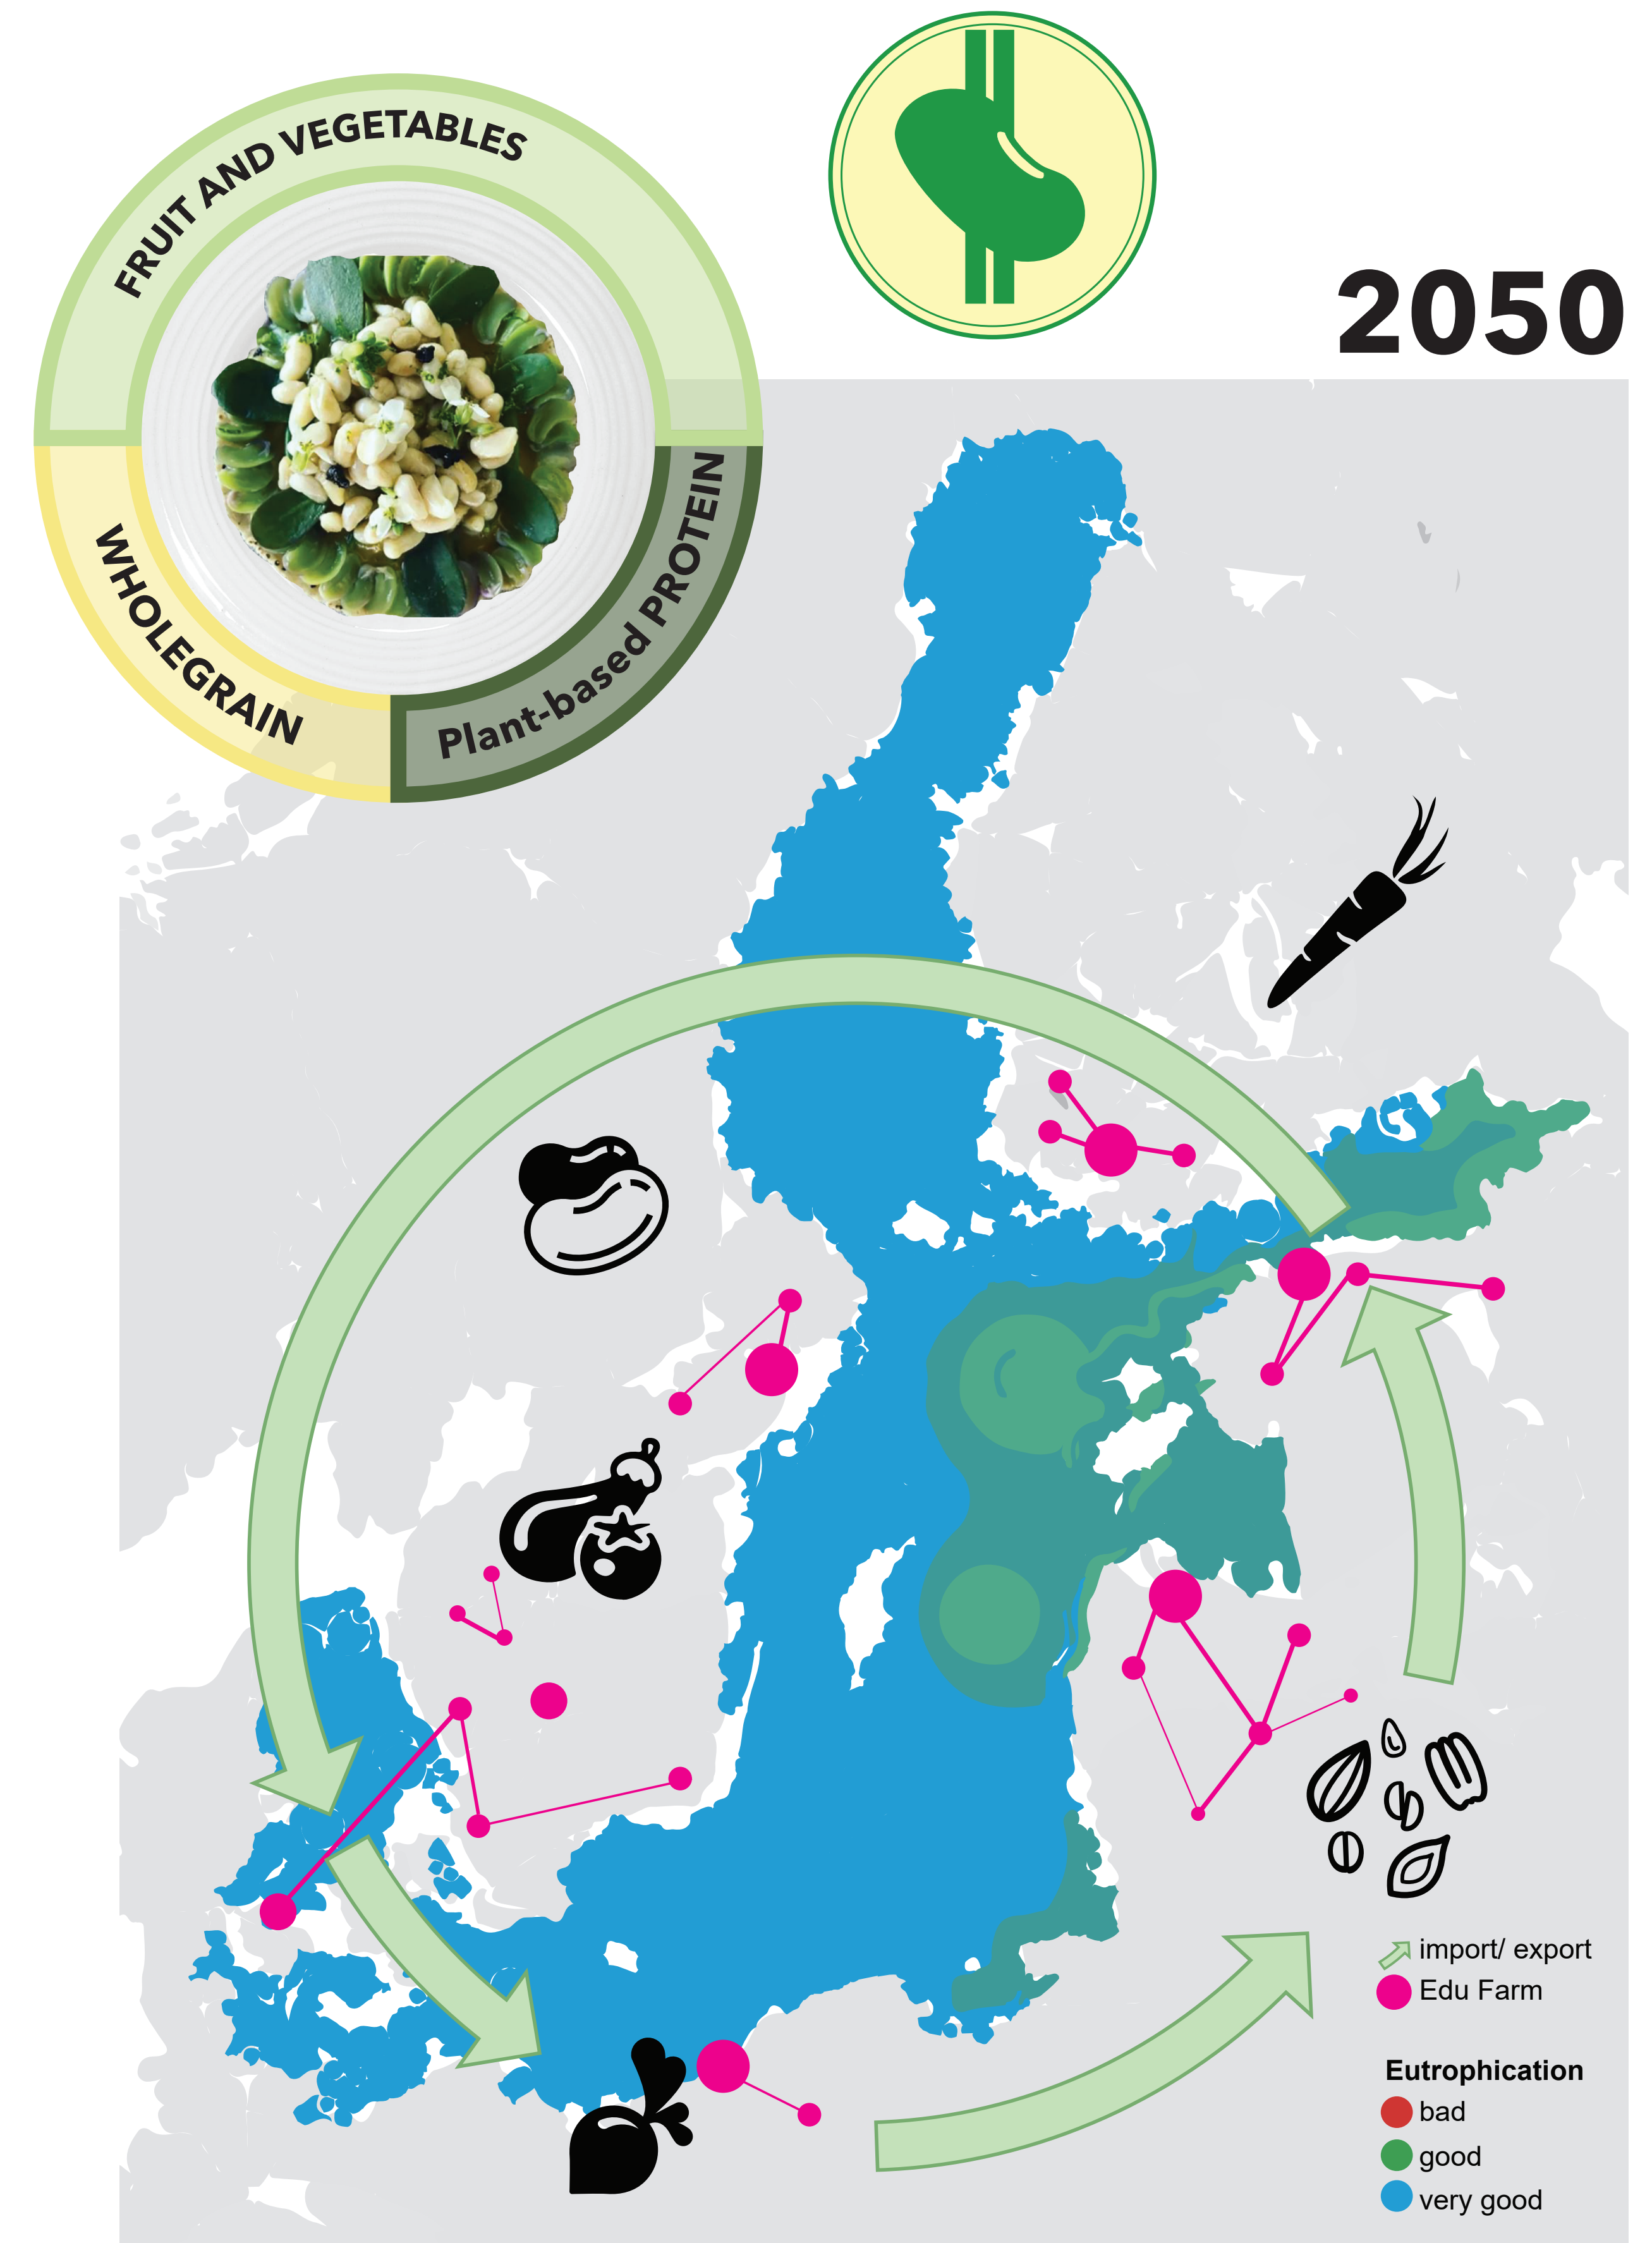 FRUIT AND VEGETABLES
WHOLEGRAIN
Plant-based PROTEIN
2050
import/ export
Edu Farm
Eutrophication
bad
good
very good